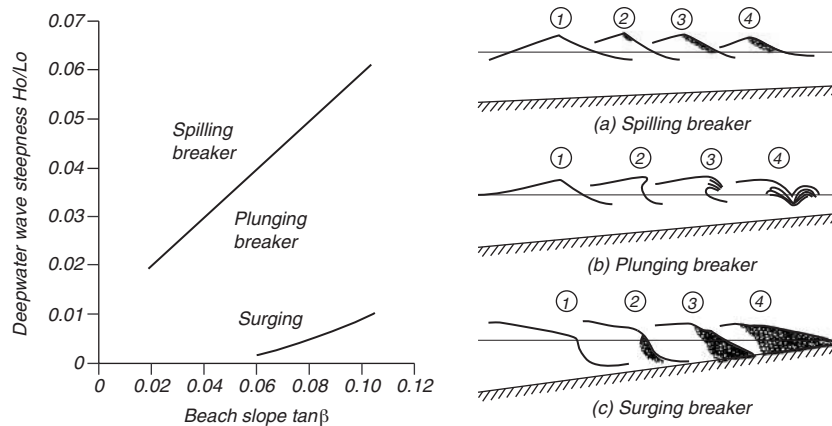 Deepwater wave steepness Ho/Lo
0.07
0.06
0.05
0.04
0.03
0.02
0.01
0
Spilling
breaker
Plunging
breaker
Surging
0 0.02 0.04 0.06 0.08 0.10 0.12
Beach slope tanβ
1 2 3 4
(a) Spilling breaker
1 2 3 4
(b) Plunging breaker
1 2 3 4
(c) Surging breaker